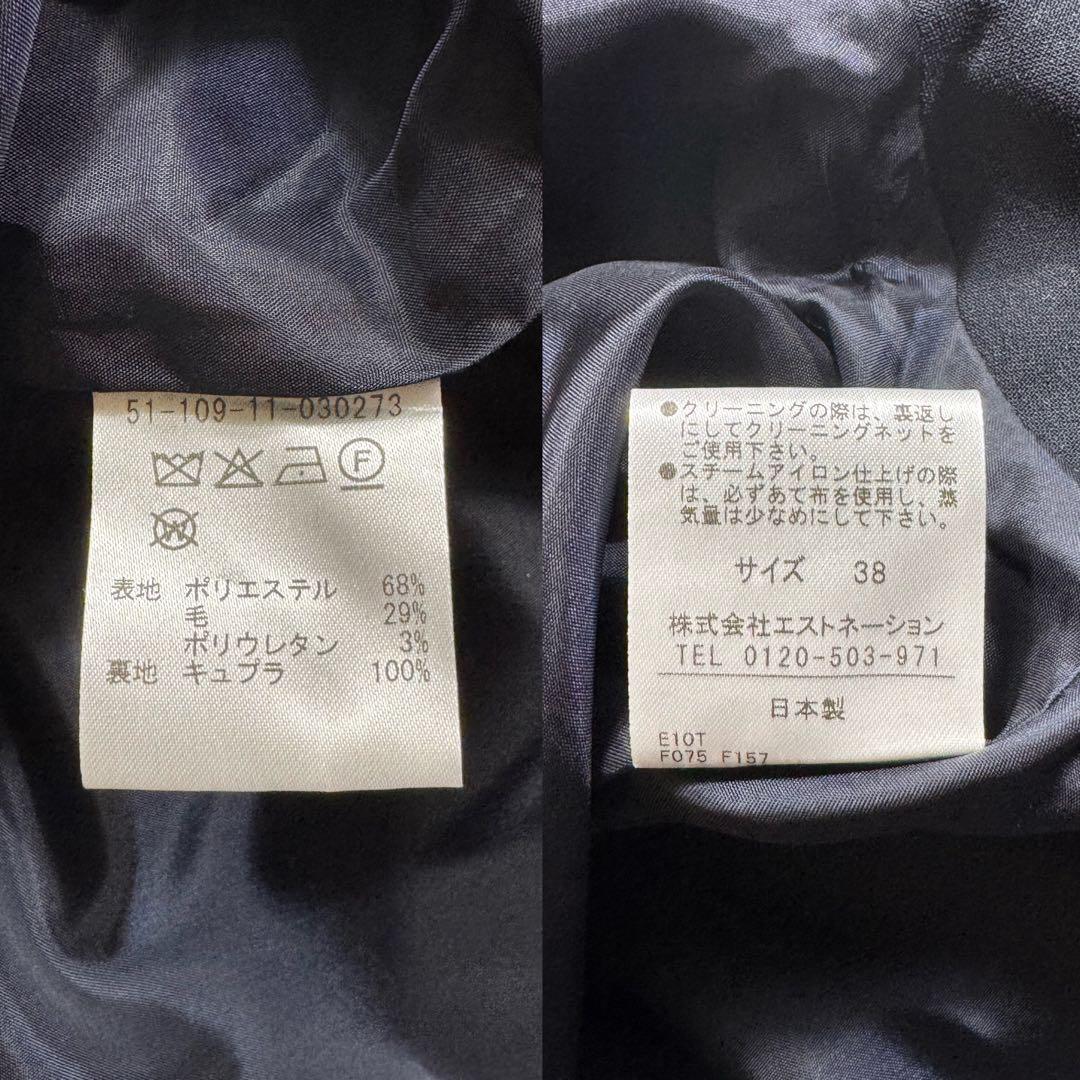 51-109-11-030273
F
W
表地 ポリエステル 68%
毛 29%
ポリウレタン 3%
裏地 キュプラ 100%
●クリーニングの際は、裏返し
にしてクリーニングネットを
ご使用下さい。
●スチームアイロン仕上げの際
は、必ずあて布を使用し、蒸
気量は少なめにして下さい。
サイズ 38
株式会社エストネーション
TEL 0120-503-971
日本製
E10T
F075 F157